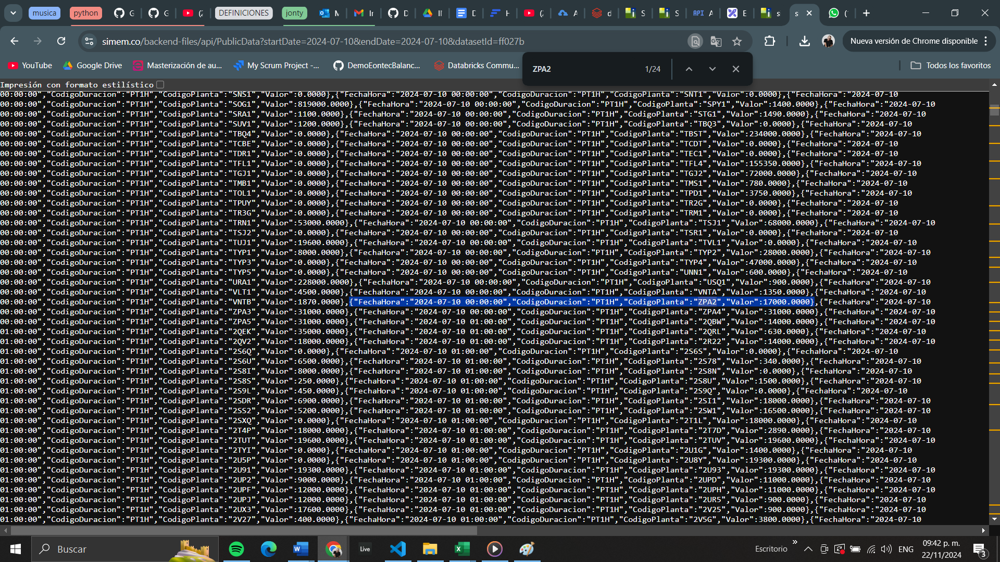 musica python G G (2 DEFINICIONES jonty M Ir D II D H (2 A d S S API A E si s (
simem.co/backend-files/api/PublicData?startDate=2024-07-10&endDate=2024-07-10&datasetId=ff027b Nueva versión de Chrome disponible
YouTube Google Drive Masterización de au... My Scrum Project -... DemoEontecBalanc... Databricks Commu... Todos los favoritos
ZPA2 1/24
Impresión con formato estilístico
00:00:00","CodigoDuracion":"PT1H","CodigoPlanta":"SNS1","Valor":0.0000},{"FechaHora":"2024-07-10 00:00:00","CodigoDuracion":"PT1H","CodigoPlanta":"SNT1","Valor":0.0000},{"FechaHora":"2024-07-10
00:00:00","CodigoDuracion":"PT1H","CodigoPlanta":"SOG1","Valor":819000.0000},{"FechaHora":"2024-07-10 00:00:00","CodigoDuracion":"PT1H","CodigoPlanta":"SPY1","Valor":1400.0000},{"FechaHora":"2024-07-10
00:00:00","CodigoDuracion":"PT1H","CodigoPlanta":"SRA1","Valor":1100.0000},{"FechaHora":"2024-07-10 00:00:00","CodigoDuracion":"PT1H","CodigoPlanta":"STG1","Valor":1490.0000},{"FechaHora":"2024-07-10
00:00:00","CodigoDuracion":"PT1H","CodigoPlanta":"SUV1","Valor":1200.0000},{"FechaHora":"2024-07-10 00:00:00","CodigoDuracion":"PT1H","CodigoPlanta":"TBQ3","Valor":0.0000},{"FechaHora":"2024-07-10
00:00:00","CodigoDuracion":"PT1H","CodigoPlanta":"TBQ4","Valor":0.0000},{"FechaHora":"2024-07-10 00:00:00","CodigoDuracion":"PT1H","CodigoPlanta":"TBST","Valor":234000.0000},{"FechaHora":"2024-07-10
00:00:00","CodigoDuracion":"PT1H","CodigoPlanta":"TCBE","Valor":0.0000},{"FechaHora":"2024-07-10 00:00:00","CodigoDuracion":"PT1H","CodigoPlanta":"TCDT","Valor":0.0000},{"FechaHora":"2024-07-10
00:00:00","CodigoDuracion":"PT1H","CodigoPlanta":"TDR1","Valor":0.0000},{"FechaHora":"2024-07-10 00:00:00","CodigoDuracion":"PT1H","CodigoPlanta":"TEC1","Valor":0.0000},{"FechaHora":"2024-07-10
00:00:00","CodigoDuracion":"PT1H","CodigoPlanta":"TFL1","Valor":0.0000},{"FechaHora":"2024-07-10 00:00:00","CodigoDuracion":"PT1H","CodigoPlanta":"TFL4","Valor":155350.0000},{"FechaHora":"2024-07-10
00:00:00","CodigoDuracion":"PT1H","CodigoPlanta":"TGJ1","Valor":0.0000},{"FechaHora":"2024-07-10 00:00:00","CodigoDuracion":"PT1H","CodigoPlanta":"TGJ2","Valor":72000.0000},{"FechaHora":"2024-07-10
00:00:00","CodigoDuracion":"PT1H","CodigoPlanta":"TMB1","Valor":0.0000},{"FechaHora":"2024-07-10 00:00:00","CodigoDuracion":"PT1H","CodigoPlanta":"TMS1","Valor":780.0000},{"FechaHora":"2024-07-10
00:00:00","CodigoDuracion":"PT1H","CodigoPlanta":"TOL1","Valor":0.0000},{"FechaHora":"2024-07-10 00:00:00","CodigoDuracion":"PT1H","CodigoPlanta":"TPD1","Valor":3750.0000},{"FechaHora":"2024-07-10
00:00:00","CodigoDuracion":"PT1H","CodigoPlanta":"TPUY","Valor":0.0000},{"FechaHora":"2024-07-10 00:00:00","CodigoDuracion":"PT1H","CodigoPlanta":"TR2G","Valor":0.0000},{"FechaHora":"2024-07-10
00:00:00","CodigoDuracion":"PT1H","CodigoPlanta":"TR3G","Valor":0.0000},{"FechaHora":"2024-07-10 00:00:00","CodigoDuracion":"PT1H","CodigoPlanta":"TRM1","Valor":0.0000},{"FechaHora":"2024-07-10
00:00:00","CodigoDuracion":"PT1H","CodigoPlanta":"TRN1","Valor":53000.0000},{"FechaHora":"2024-07-10 00:00:00","CodigoDuracion":"PT1H","CodigoPlanta":"TSJ1","Valor":68000.0000},{"FechaHora":"2024-07-10
00:00:00","CodigoDuracion":"PT1H","CodigoPlanta":"TSJ2","Valor":0.0000},{"FechaHora":"2024-07-10 00:00:00","CodigoDuracion":"PT1H","CodigoPlanta":"TSR1","Valor":0.0000},{"FechaHora":"2024-07-10
00:00:00","CodigoDuracion":"PT1H","CodigoPlanta":"TUJ1","Valor":19600.0000},{"FechaHora":"2024-07-10 00:00:00","CodigoDuracion":"PT1H","CodigoPlanta":"TVL1","Valor":0.0000},{"FechaHora":"2024-07-10
00:00:00","CodigoDuracion":"PT1H","CodigoPlanta":"TYP1","Valor":8000.0000},{"FechaHora":"2024-07-10 00:00:00","CodigoDuracion":"PT1H","CodigoPlanta":"TYP2","Valor":28000.0000},{"FechaHora":"2024-07-10
00:00:00","CodigoDuracion":"PT1H","CodigoPlanta":"TYP3","Valor":0.0000},{"FechaHora":"2024-07-10 00:00:00","CodigoDuracion":"PT1H","CodigoPlanta":"TYP4","Valor":47000.0000},{"FechaHora":"2024-07-10
00:00:00","CodigoDuracion":"PT1H","CodigoPlanta":"TYP5","Valor":0.0000},{"FechaHora":"2024-07-10 00:00:00","CodigoDuracion":"PT1H","CodigoPlanta":"UNN1","Valor":600.0000},{"FechaHora":"2024-07-10
00:00:00","CodigoDuracion":"PT1H","CodigoPlanta":"URA1","Valor":228000.0000},{"FechaHora":"2024-07-10 00:00:00","CodigoDuracion":"PT1H","CodigoPlanta":"USQ1","Valor":900.0000},{"FechaHora":"2024-07-10
00:00:00","CodigoDuracion":"PT1H","CodigoPlanta":"VLT1","Valor":4500.0000},{"FechaHora":"2024-07-10 00:00:00","CodigoDuracion":"PT1H","CodigoPlanta":"VNTA","Valor":1350.0000},{"FechaHora":"2024-07-10
00:00:00","CodigoDuracion":"PT1H","CodigoPlanta":"VNTB","Valor":1870.0000},{"FechaHora":"2024-07-10 00:00:00","CodigoDuracion":"PT1H","CodigoPlanta":"ZPA2","Valor":17000.0000},{"FechaHora":"2024-07-10
00:00:00","CodigoDuracion":"PT1H","CodigoPlanta":"ZPA3","Valor":31000.0000},{"FechaHora":"2024-07-10 00:00:00","CodigoDuracion":"PT1H","CodigoPlanta":"ZPA4","Valor":31000.0000},{"FechaHora":"2024-07-10
00:00:00","CodigoDuracion":"PT1H","CodigoPlanta":"ZPA5","Valor":31000.0000},{"FechaHora":"2024-07-10 01:00:00","CodigoDuracion":"PT1H","CodigoPlanta":"2QBW","Valor":14000.0000},{"FechaHora":"2024-07-10
01:00:00","CodigoDuracion":"PT1H","CodigoPlanta":"2QEK","Valor":35000.0000},{"FechaHora":"2024-07-10 01:00:00","CodigoDuracion":"PT1H","CodigoPlanta":"2QRL","Valor":630.0000},{"FechaHora":"2024-07-10
01:00:00","CodigoDuracion":"PT1H","CodigoPlanta":"2QV2","Valor":18000.0000},{"FechaHora":"2024-07-10 01:00:00","CodigoDuracion":"PT1H","CodigoPlanta":"2R22","Valor":14000.0000},{"FechaHora":"2024-07-10
01:00:00","CodigoDuracion":"PT1H","CodigoPlanta":"2S6Q","Valor":0.0000},{"FechaHora":"2024-07-10 01:00:00","CodigoDuracion":"PT1H","CodigoPlanta":"2S6S","Valor":0.0000},{"FechaHora":"2024-07-10
01:00:00","CodigoDuracion":"PT1H","CodigoPlanta":"2S6U","Valor":6500.0000},{"FechaHora":"2024-07-10 01:00:00","CodigoDuracion":"PT1H","CodigoPlanta":"2S78","Valor":340.0000},{"FechaHora":"2024-07-10
01:00:00","CodigoDuracion":"PT1H","CodigoPlanta":"2S8I","Valor":8000.0000},{"FechaHora":"2024-07-10 01:00:00","CodigoDuracion":"PT1H","CodigoPlanta":"2S8N","Valor":0.0000},{"FechaHora":"2024-07-10
01:00:00","CodigoDuracion":"PT1H","CodigoPlanta":"2S8S","Valor":250.0000},{"FechaHora":"2024-07-10 01:00:00","CodigoDuracion":"PT1H","CodigoPlanta":"2S8U","Valor":1500.0000},{"FechaHora":"2024-07-10
01:00:00","CodigoDuracion":"PT1H","CodigoPlanta":"2S9L","Valor":450.0000},{"FechaHora":"2024-07-10 01:00:00","CodigoDuracion":"PT1H","CodigoPlanta":"2S9Q","Valor":0.0000},{"FechaHora":"2024-07-10
01:00:00","CodigoDuracion":"PT1H","CodigoPlanta":"2SDR","Valor":6900.0000},{"FechaHora":"2024-07-10 01:00:00","CodigoDuracion":"PT1H","CodigoPlanta":"2SI1","Valor":18000.0000},{"FechaHora":"2024-07-10
01:00:00","CodigoDuracion":"PT1H","CodigoPlanta":"2SS2","Valor":5200.0000},{"FechaHora":"2024-07-10 01:00:00","CodigoDuracion":"PT1H","CodigoPlanta":"2SW1","Valor":16500.0000},{"FechaHora":"2024-07-10
01:00:00","CodigoDuracion":"PT1H","CodigoPlanta":"2SXQ","Valor":0.0000},{"FechaHora":"2024-07-10 01:00:00","CodigoDuracion":"PT1H","CodigoPlanta":"2T1L","Valor":18000.0000},{"FechaHora":"2024-07-10
01:00:00","CodigoDuracion":"PT1H","CodigoPlanta":"2T4P","Valor":18000.0000},{"FechaHora":"2024-07-10 01:00:00","CodigoDuracion":"PT1H","CodigoPlanta":"2T7D","Valor":2890.0000},{"FechaHora":"2024-07-10
01:00:00","CodigoDuracion":"PT1H","CodigoPlanta":"2TUT","Valor":19600.0000},{"FechaHora":"2024-07-10 01:00:00","CodigoDuracion":"PT1H","CodigoPlanta":"2TUV","Valor":19600.0000},{"FechaHora":"2024-07-10
01:00:00","CodigoDuracion":"PT1H","CodigoPlanta":"2TYI","Valor":0.0000},{"FechaHora":"2024-07-10 01:00:00","CodigoDuracion":"PT1H","CodigoPlanta":"2U1G","Valor":1400.0000},{"FechaHora":"2024-07-10
01:00:00","CodigoDuracion":"PT1H","CodigoPlanta":"2U5P","Valor":0.0000},{"FechaHora":"2024-07-10 01:00:00","CodigoDuracion":"PT1H","CodigoPlanta":"2U8Y","Valor":19300.0000},{"FechaHora":"2024-07-10
01:00:00","CodigoDuracion":"PT1H","CodigoPlanta":"2U91","Valor":19300.0000},{"FechaHora":"2024-07-10 01:00:00","CodigoDuracion":"PT1H","CodigoPlanta":"2U93","Valor":19300.0000},{"FechaHora":"2024-07-10
01:00:00","CodigoDuracion":"PT1H","CodigoPlanta":"2UP2","Valor":9000.0000},{"FechaHora":"2024-07-10 01:00:00","CodigoDuracion":"PT1H","CodigoPlanta":"2UPD","Valor":11000.0000},{"FechaHora":"2024-07-10
01:00:00","CodigoDuracion":"PT1H","CodigoPlanta":"2UPF","Valor":12000.0000},{"FechaHora":"2024-07-10 01:00:00","CodigoDuracion":"PT1H","CodigoPlanta":"2UPH","Valor":11000.0000},{"FechaHora":"2024-07-10
01:00:00","CodigoDuracion":"PT1H","CodigoPlanta":"2UPJ","Valor":12000.0000},{"FechaHora":"2024-07-10 01:00:00","CodigoDuracion":"PT1H","CodigoPlanta":"2UR5","Valor":900.0000},{"FechaHora":"2024-07-10
01:00:00","CodigoDuracion":"PT1H","CodigoPlanta":"2UX3","Valor":17600.0000},{"FechaHora":"2024-07-10 01:00:00","CodigoDuracion":"PT1H","CodigoPlanta":"2V25","Valor":900.0000},{"FechaHora":"2024-07-10
01:00:00","CodigoDuracion":"PT1H","CodigoPlanta":"2V27","Valor":400.0000},{"FechaHora":"2024-07-10 01:00:00","CodigoDuracion":"PT1H","CodigoPlanta":"2V5G","Valor":3800.0000},{"FechaHora":"2024-07-10
Buscar Live Escritorio ENG 09:42 p. m.
22/11/2024 3